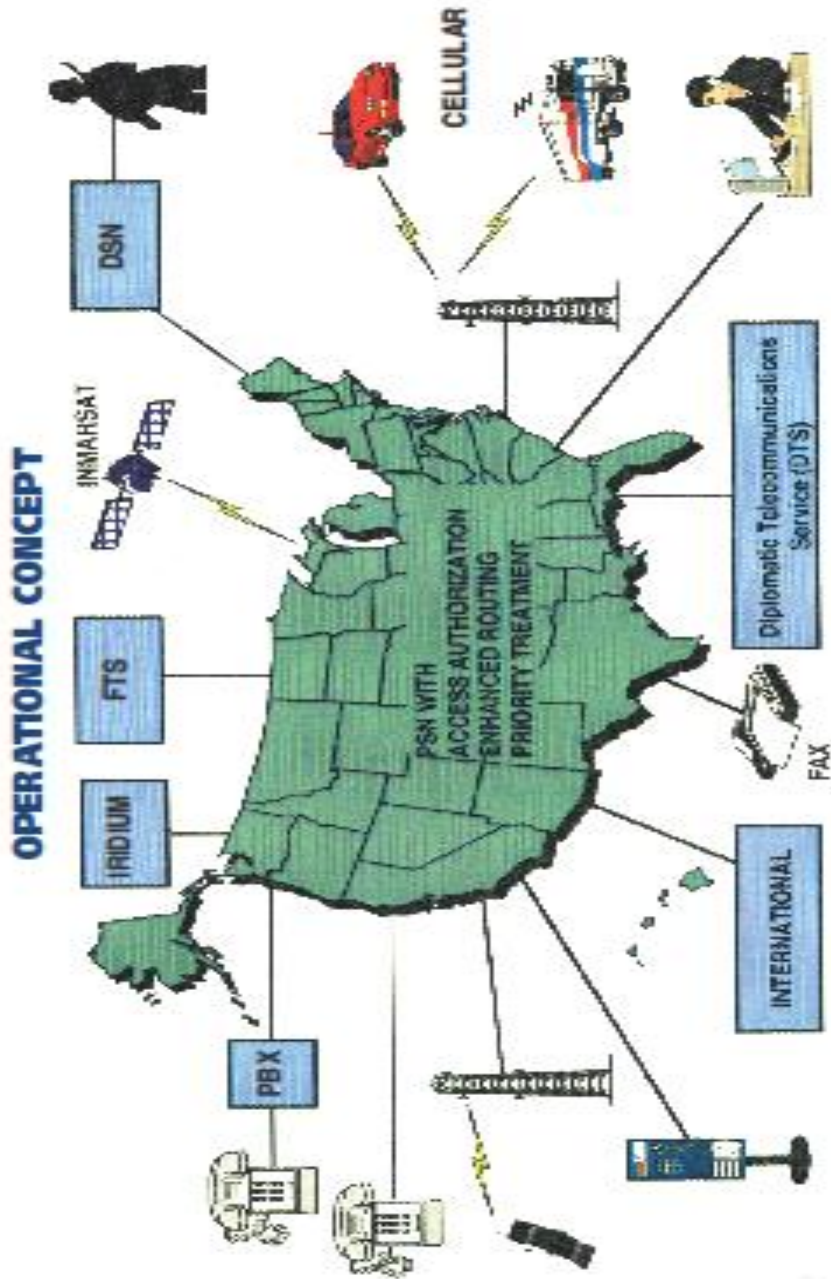 OPERATIONAL CONCEPT
IRIDIUM
FTS
INMAHSAT
DSN
PBX
PSN WITH
ACCESS AUTHORIZATION
ENHANCED ROUTING
PRIORITY TREATMENT
CELLULAR
INTERNATIONAL
FAX
Diplomatic Telecommunications
Service (DTS)